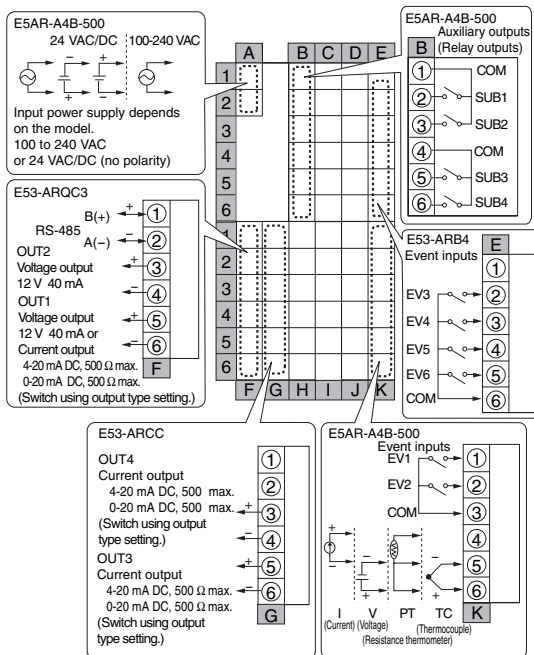 E5AR-A4B-500
24 VAC/DC 100-240 VAC
+ − − +
Input power supply depends
on the model.
100 to 240 VAC
or 24 VAC/DC (no polarity)
A B C D E
1
2
3
4
5
6
1
2
3
4
5
6
F G H I J K
E5AR-A4B-500
Auxiliary outputs
(Relay outputs)
B
① COM
② SUB1
③ SUB2
④ COM
⑤ SUB3
⑥ SUB4
E53-ARQC3
RS-485
B(+) + ①
A(−) − ②
OUT2
Voltage output
12 V 40 mA
+ ③
− ④
OUT1
Voltage output
12 V 40 mA or
Current output
4-20 mA DC, 500 Ω max.
0-20 mA DC, 500 Ω max.
(Switch using output type setting.)
+ ⑤
− ⑥
F
E53-ARB4
Event inputs
E
①
EV3 ②
EV4 ③
EV5 ④
EV6 ⑤
COM ⑥
E53-ARCC
OUT4
Current output
4-20 mA DC, 500 max.
0-20 mA DC, 500 max.
(Switch using output
type setting.)
①
②
+ ③
− ④
OUT3
Current output
4-20 mA DC, 500 Ω max.
0-20 mA DC, 500 Ω max.
(Switch using output
type setting.)
+ ⑤
− ⑥
G
E5AR-A4B-500
Event inputs
EV1 ①
EV2 ②
COM ③
④
⑤
⑥
+ − − + − +
I V PT TC K
(Current) (Voltage) (Thermocouple)
(Resistance thermometer)